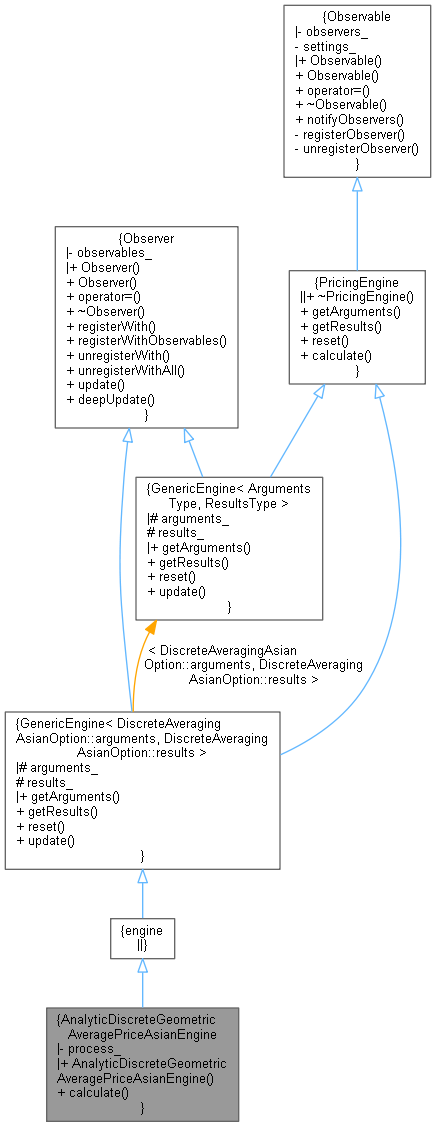 {Observable
|- observers_
- settings_
|+ Observable()
+ Observable()
+ operator=()
+ ~Observable()
+ notifyObservers()
- registerObserver()
- unregisterObserver()
}
{Observer
|- observables_
|+ Observer()
+ Observer()
+ operator=()
+ ~Observer()
+ registerWith()
+ registerWithObservables()
+ unregisterWith()
+ unregisterWithAll()
+ update()
+ deepUpdate()
}
{PricingEngine
||+ ~PricingEngine()
+ getArguments()
+ getResults()
+ reset()
+ calculate()
}
{GenericEngine< Arguments
Type, ResultsType >
|# arguments_
# results_
|+ getArguments()
+ getResults()
+ reset()
+ update()
}
< DiscreteAveragingAsian
Option::arguments, DiscreteAveraging
AsianOption::results >
{GenericEngine< DiscreteAveraging
AsianOption::arguments, DiscreteAveraging
AsianOption::results >
|# arguments_
# results_
|+ getArguments()
+ getResults()
+ reset()
+ update()
}
{engine
||}
{AnalyticDiscreteGeometric
AveragePriceAsianEngine
|- process_
|+ AnalyticDiscreteGeometric
AveragePriceAsianEngine()
+ calculate()
}